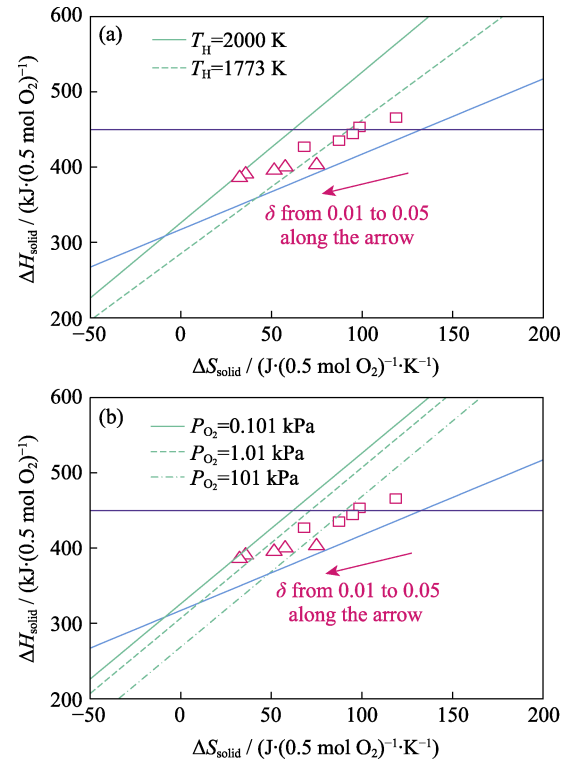 (a)
T_H=2000 K
T_H=1773 K
600
500
400
300
200
ΔH_solid / (kJ·(0.5 mol O₂)⁻¹)
δ from 0.01 to 0.05
along the arrow
−50
0
50
100
150
200
ΔS_solid / (J·(0.5 mol O₂)⁻¹·K⁻¹)
(b)
P_O₂=0.101 kPa
P_O₂=1.01 kPa
P_O₂=101 kPa
600
500
400
300
200
ΔH_solid / (kJ·(0.5 mol O₂)⁻¹)
δ from 0.01 to 0.05
along the arrow
−50
0
50
100
150
200
ΔS_solid / (J·(0.5 mol O₂)⁻¹·K⁻¹)